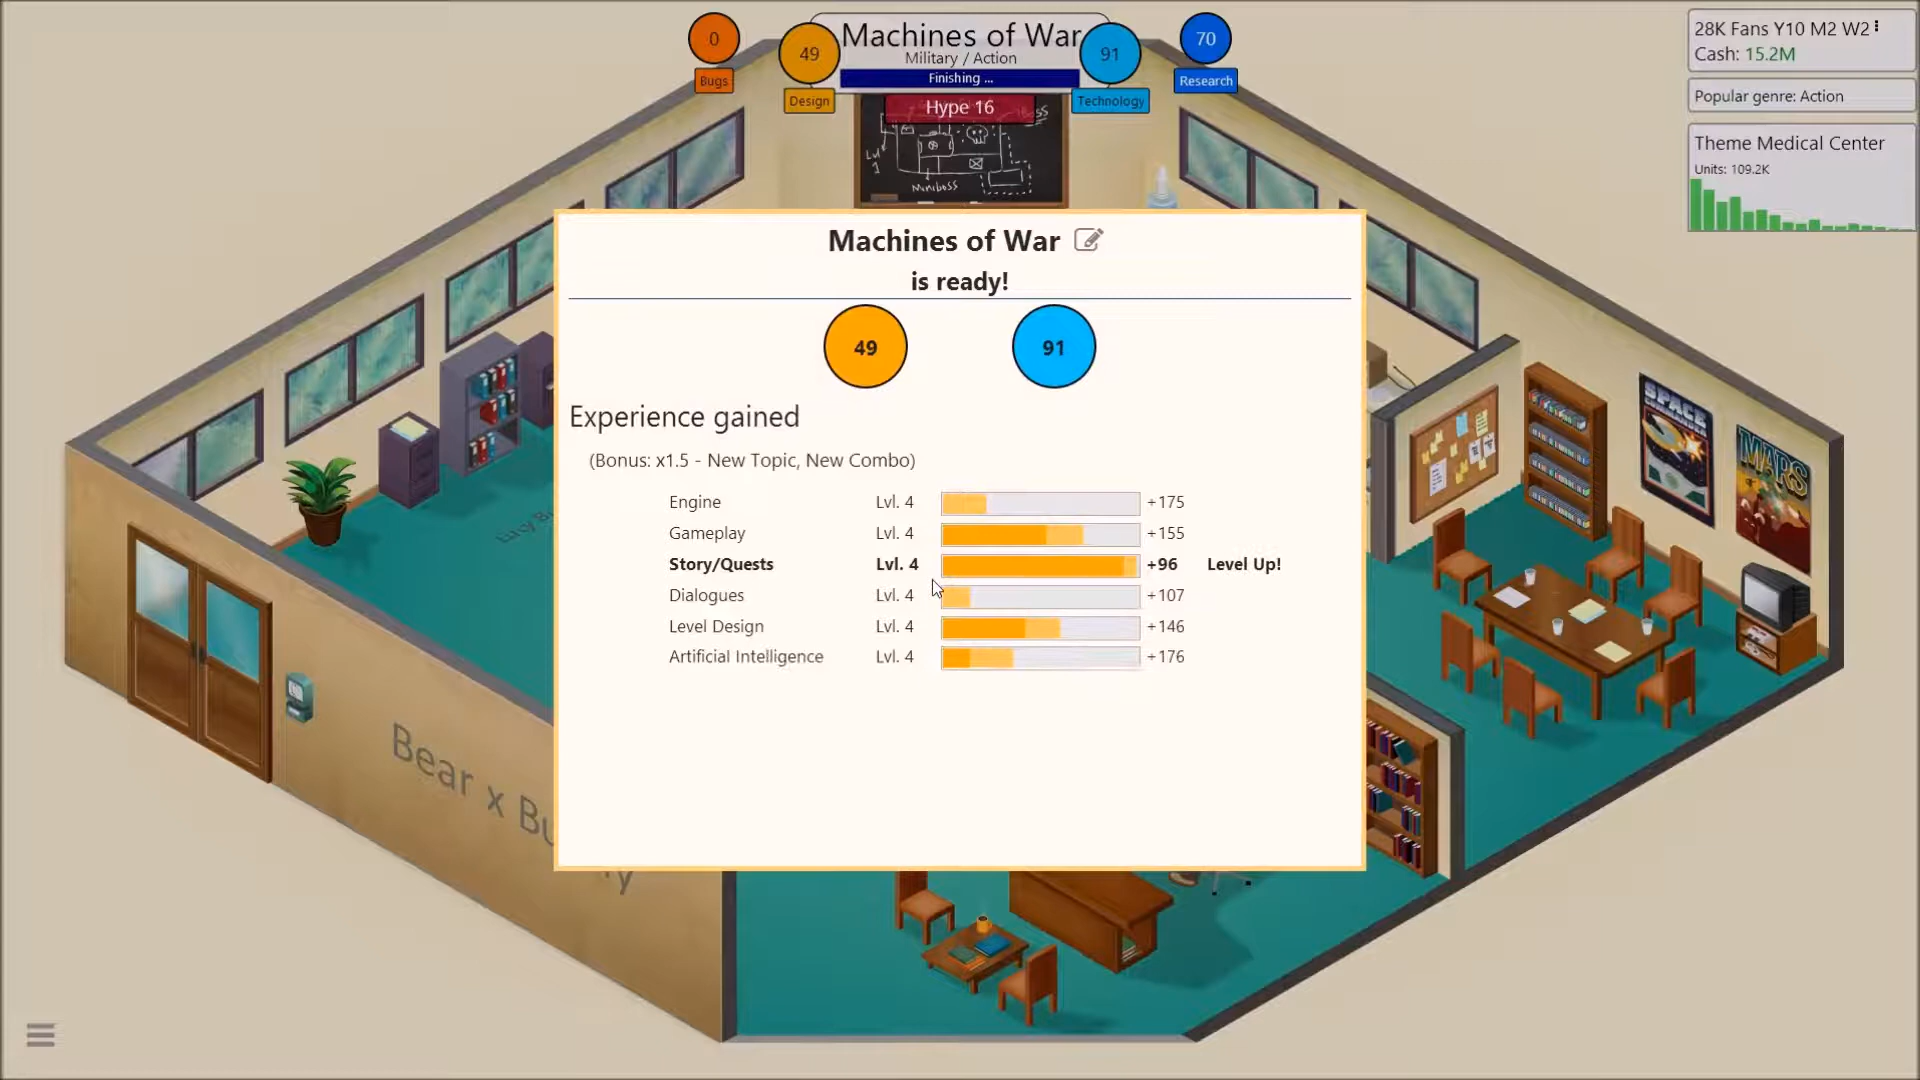 0
Bugs
49
Design
Machines of War
Military / Action
Finishing ...
Hype 16
91
Technology
70
Research
28K Fans Y10 M2 W2
Cash: 15.2M
Popular genre: Action
Theme Medical Center
Units: 109.2K
Lvl
1
Miniboss
Machines of War
is ready!
49
91
Experience gained
(Bonus: x1.5 - New Topic, New Combo)
Engine Lvl. 4 +175
Gameplay Lvl. 4 +155
Story/Quests Lvl. 4 +96 Level Up!
Dialogues Lvl. 4 +107
Level Design Lvl. 4 +146
Artificial Intelligence Lvl. 4 +176
SPACE
MARS
Bear x Bu